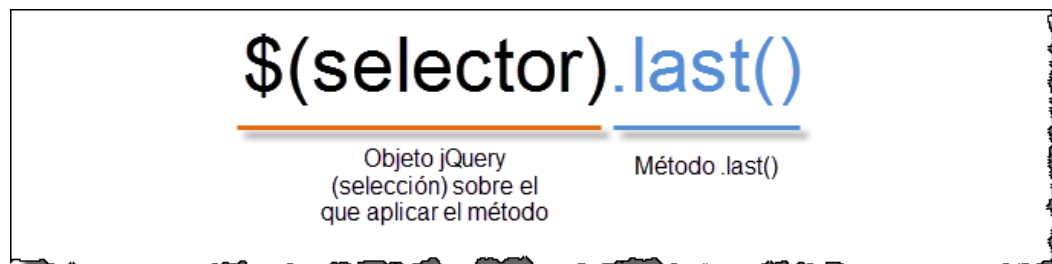 $(selector).last()
Objeto jQuery
(selección) sobre el
que aplicar el método
Método .last()